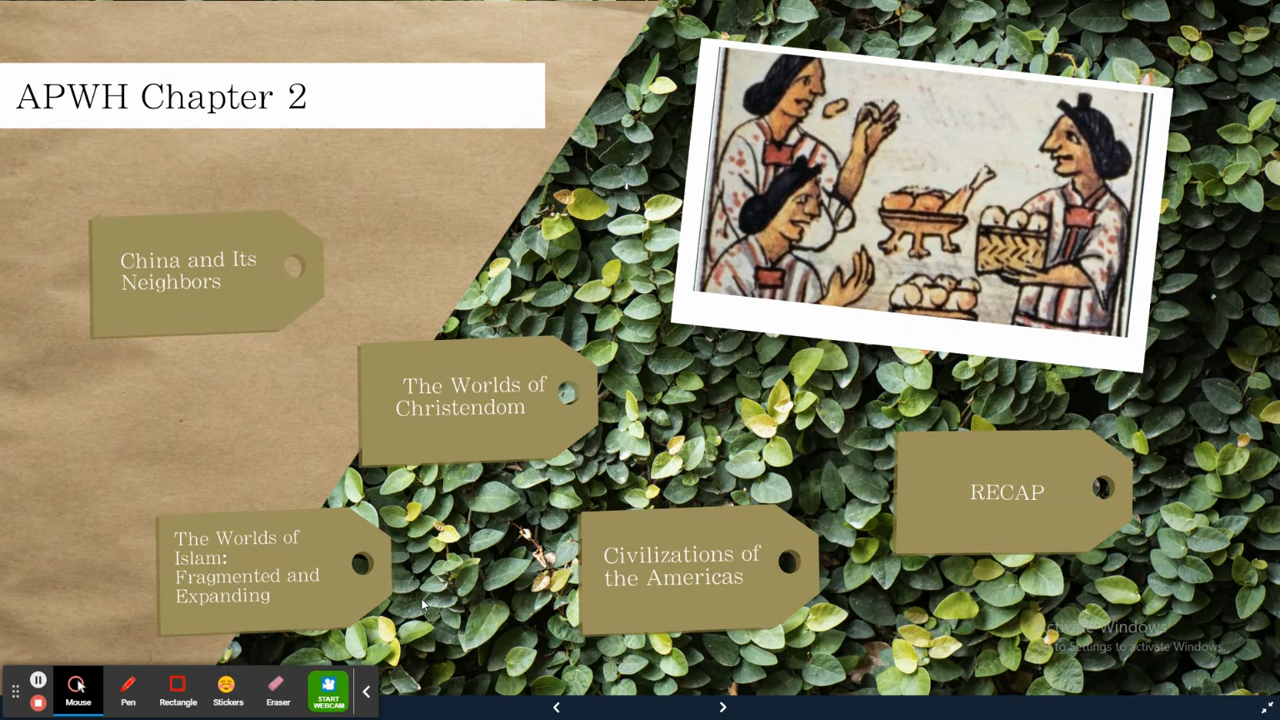 APWH Chapter 2
China and Its
Neighbors
The Worlds of
Christendom
The Worlds of
Islam:
Fragmented and
Expanding
Civilizations of
the Americas
RECAP
Activate Windows
to Settings to activate Windows.
Mouse
Pen
Rectangle
Stickers
Eraser
START
WEBCAM